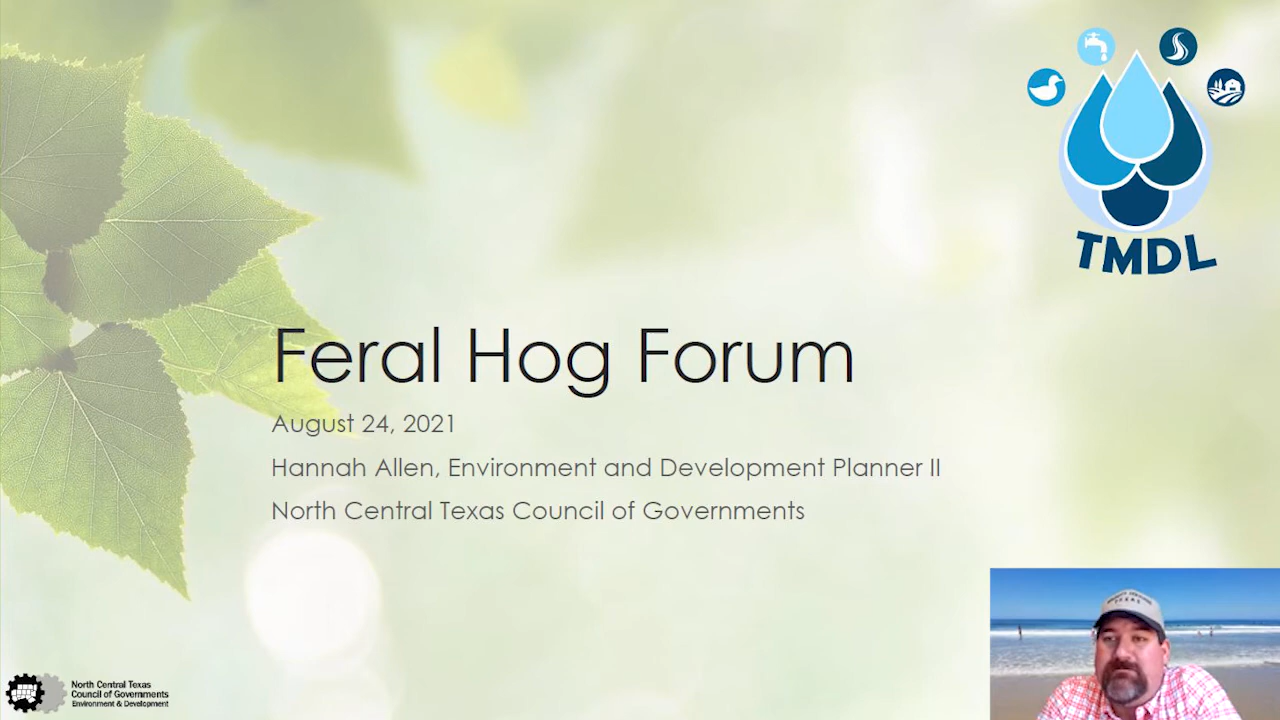 TMDL
Feral Hog Forum
August 24, 2021
Hannah Allen, Environment and Development Planner II
North Central Texas Council of Governments
North Central Texas
Council of Governments
Environment & Development
TEXAS